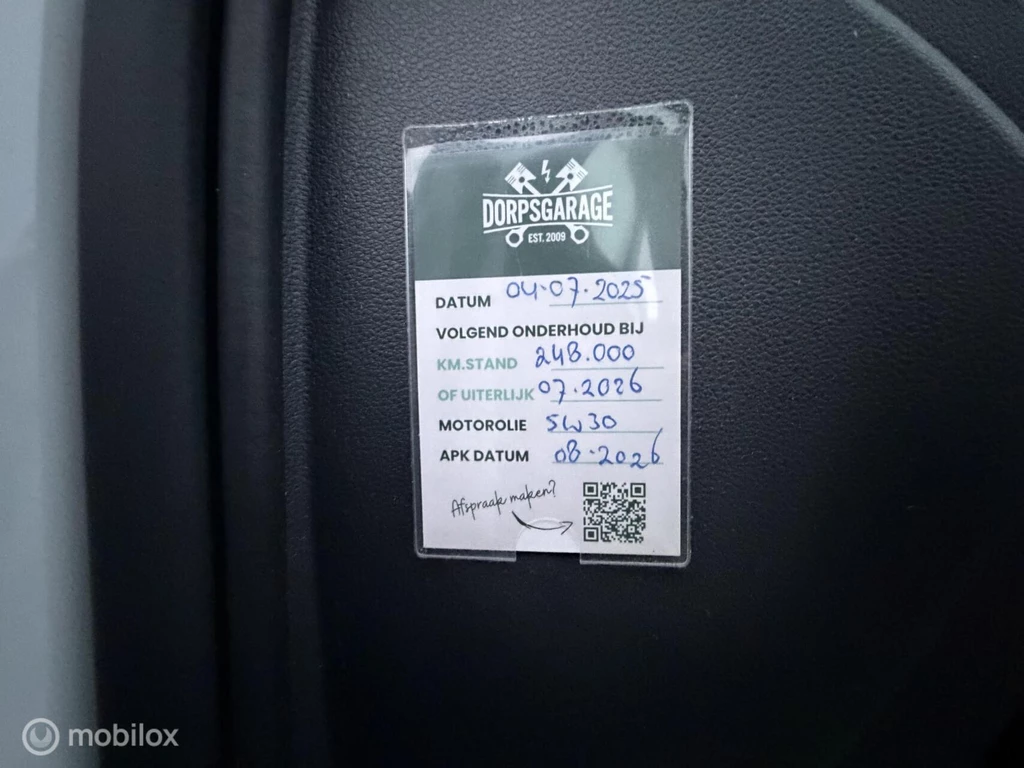 DORPSGARAGE
EST. 2009
DATUM 04-07-2025
VOLGEND ONDERHOUD BIJ
KM.STAND 248.000
OF UITERLIJK 07.2026
MOTOROLIE 5W30
APK DATUM 08-2026
Afspraak maken?
mobilox